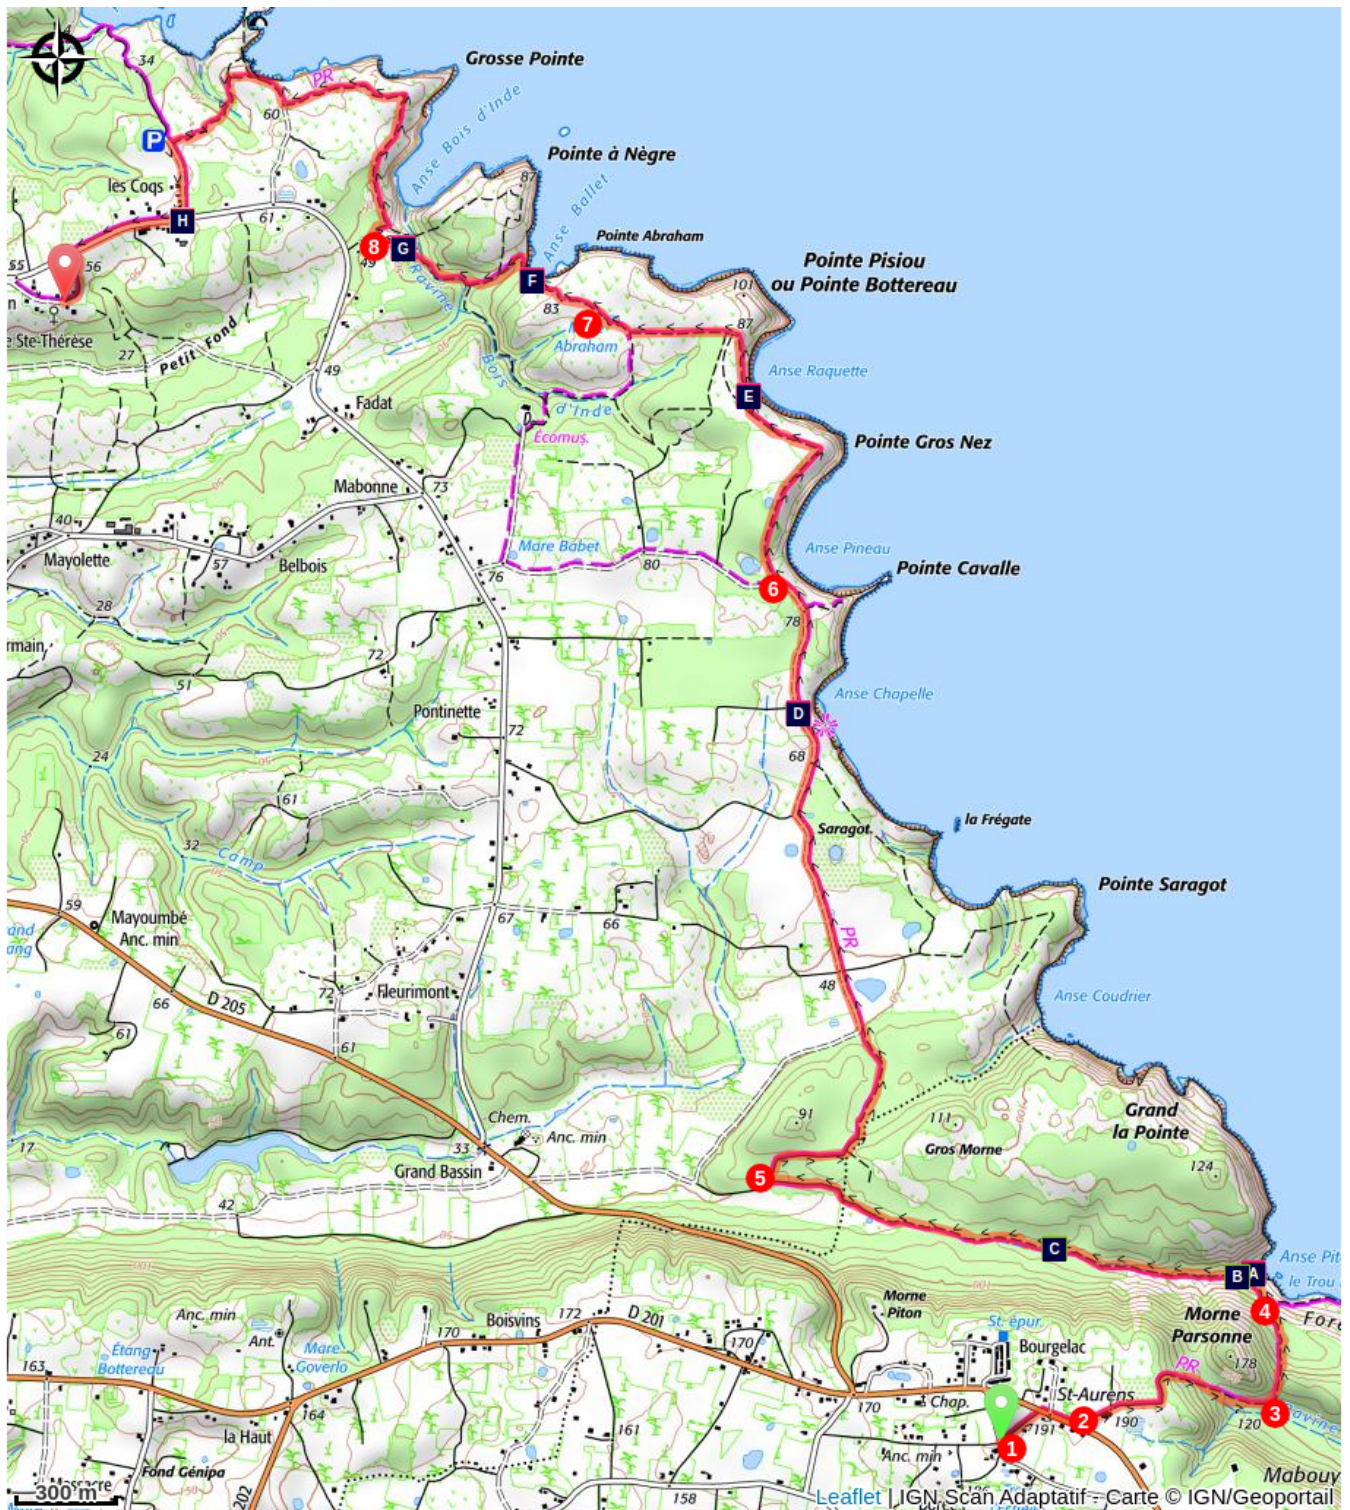 34
Grosse Pointe
PR
60
P
Anse Bois d'Inde
Pointe à Nègre
87
les Coqs
H
61
Anse Ballet
Pointe Abraham
8
G
49
55
56
F
Pointe Pisiou
ou Pointe Bottereau
101
Ravine
83
7
87
e Ste-Thérèse
Petit Fond
27
Abraham
Bois
49
Anse Raquette
E
Fadat
d'Inde
Écomus.
Pointe Gros Nez
Mabonne
73
40
Mare Babet
Anse Pineau
Mayolette
57
Belbois
76
80
Pointe Cavalle
6
28
78
rmain
72
51
Anse Chapelle
Pontinette
D
72
68
24
61
la Frégate
Saragot
32
Camp
Pointe Saragot
59
Mayoumbé
Anc. min
67
66
PR
Fleurimont
48
72
D 205
66
Anse Coudrier
61
61
91
111
Grand
la Pointe
Chem.
Anc. min
17
33
Gros Morne
Grand Bassin
5
124
42
C
Anse Pit
B
A
le Trou
4
Morne
Piton
Morne
Parsonne
Anc. min
Boisvins
172
D 201
St. épur.
Bourgelac
Ant.
170
170
178
Étang
Bottereau
Mare
Goverlo
163
PR
St-Aurens
170
Chap.
2
190
3
120
164
191
la Haut
161
1
Anc. min
Fond Génipa
Mabouy
300 m
202
158
Leaflet | IGN Scan Adaptatif - Carte © IGN/Geoportail